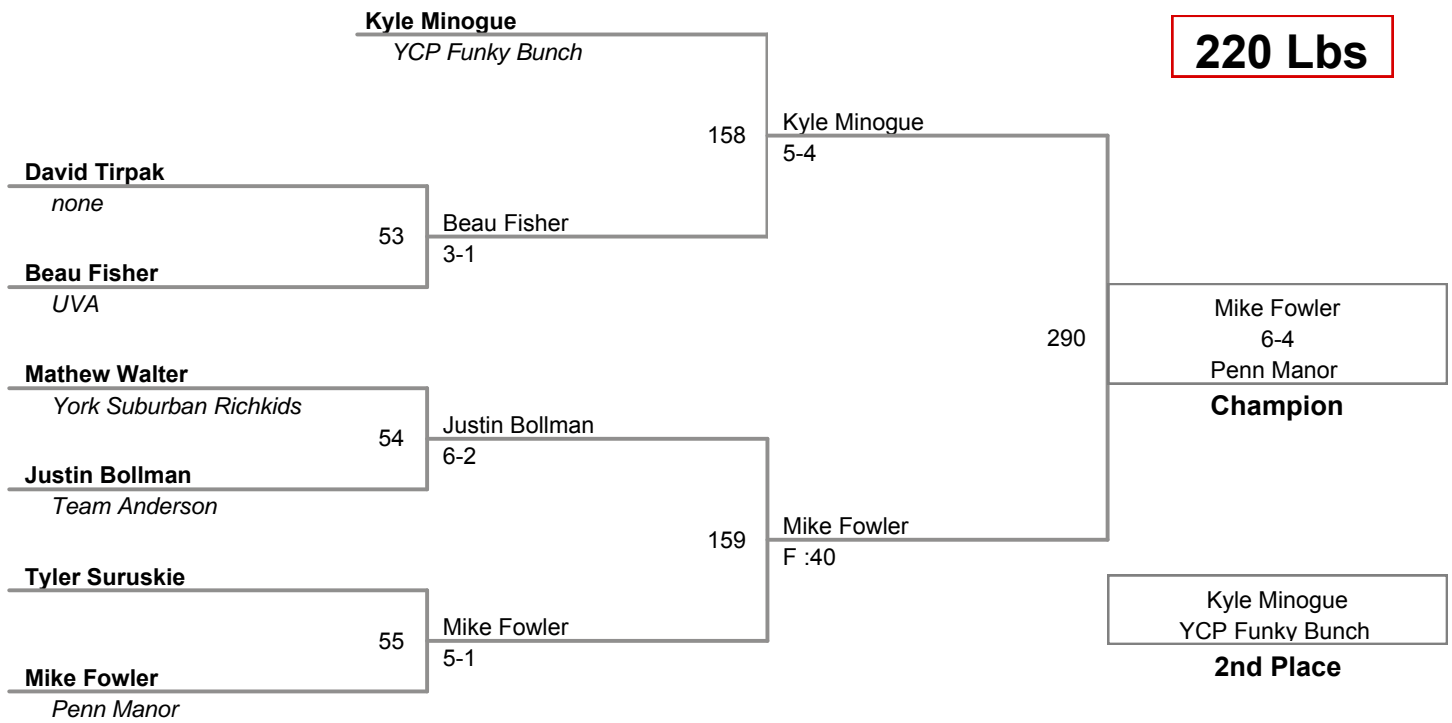 Kyle Minogue
YCP Funky Bunch
220 Lbs
158
Kyle Minogue
5-4
David Tirpak
none
53
Beau Fisher
3-1
Beau Fisher
UVA
290
Mike Fowler
6-4
Penn Manor
Champion
Mathew Walter
York Suburban Richkids
54
Justin Bollman
6-2
Justin Bollman
Team Anderson
159
Mike Fowler
F :40
Tyler Suruskie
55
Mike Fowler
5-1
Mike Fowler
Penn Manor
Kyle Minogue
YCP Funky Bunch
2nd Place